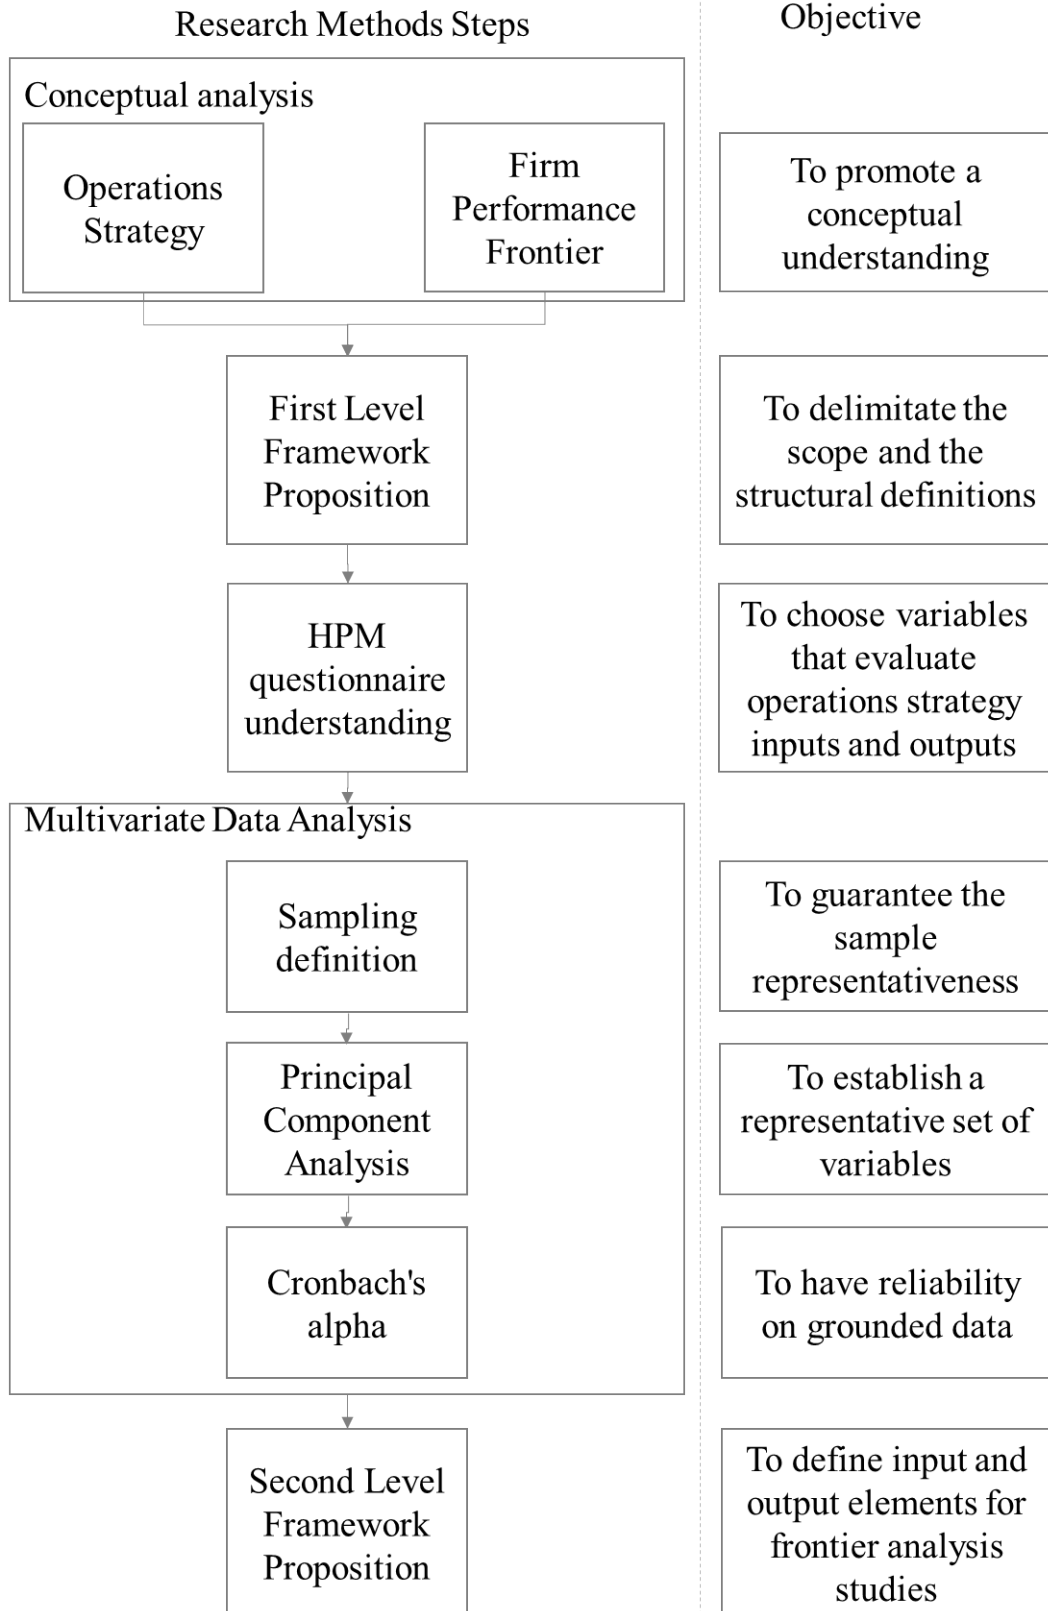 Research Methods Steps
Objective
Conceptual analysis
Operations
Strategy
Firm
Performance
Frontier
To promote a
conceptual
understanding
First Level
Framework
Proposition
To delimitate the
scope and the
structural definitions
HPM
questionnaire
understanding
To choose variables
that evaluate
operations strategy
inputs and outputs
Multivariate Data Analysis
Sampling
definition
To guarantee the
sample
representativeness
Principal
Component
Analysis
To establish a
representative set of
variables
Cronbach's
alpha
To have reliability
on grounded data
Second Level
Framework
Proposition
To define input and
output elements for
frontier analysis
studies